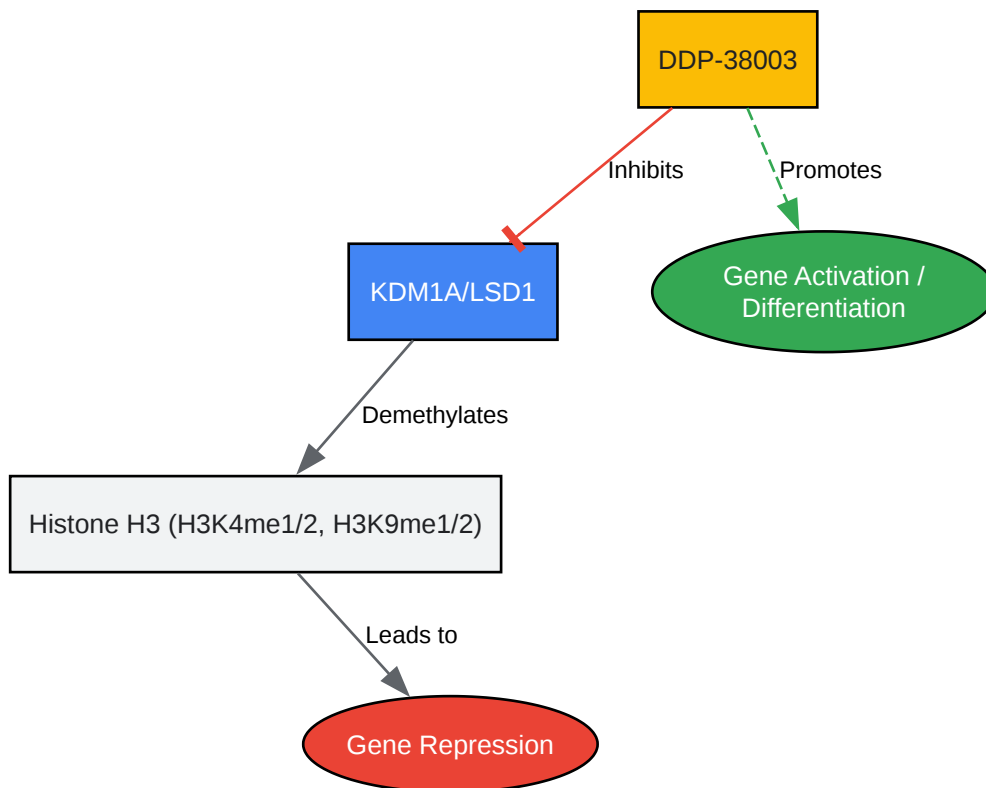 DDP-38003
Inhibits
Promotes
KDM1A/LSD1
Gene Activation /
Differentiation
Demethylates
Histone H3 (H3K4me1/2, H3K9me1/2)
Leads to
Gene Repression